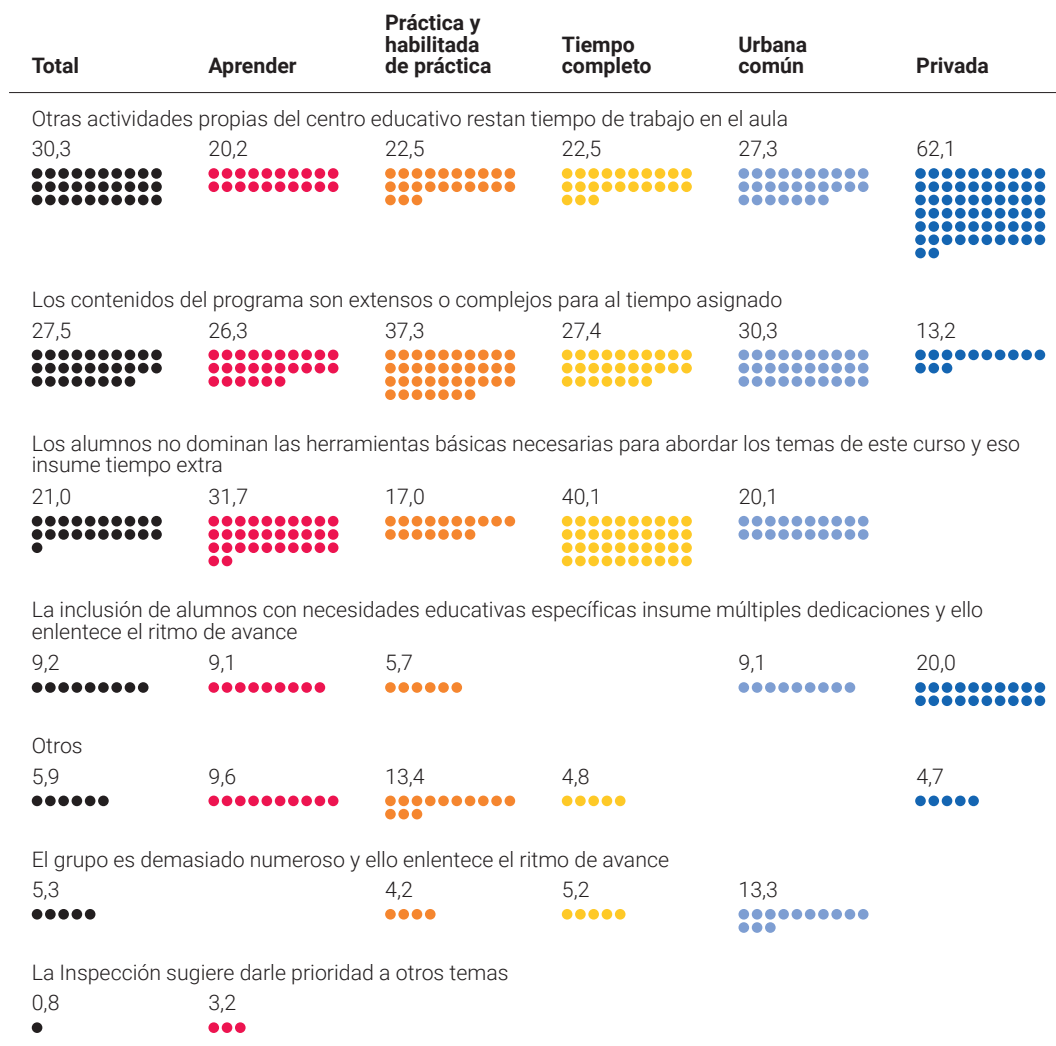 Total Aprender Práctica y habilitada de práctica Tiempo completo Urbana común Privada
Otras actividades propias del centro educativo restan tiempo de trabajo en el aula
30,3 20,2 22,5 22,5 27,3 62,1
Los contenidos del programa son extensos o complejos para al tiempo asignado
27,5 26,3 37,3 27,4 30,3 13,2
Los alumnos no dominan las herramientas básicas necesarias para abordar los temas de este curso y eso
insume tiempo extra
21,0 31,7 17,0 40,1 20,1
La inclusión de alumnos con necesidades educativas específicas insume múltiples dedicaciones y ello
enlentece el ritmo de avance
9,2 9,1 5,7 9,1 20,0
Otros
5,9 9,6 13,4 4,8 4,7
El grupo es demasiado numeroso y ello enlentece el ritmo de avance
5,3 4,2 5,2 13,3
La Inspección sugiere darle prioridad a otros temas
0,8 3,2